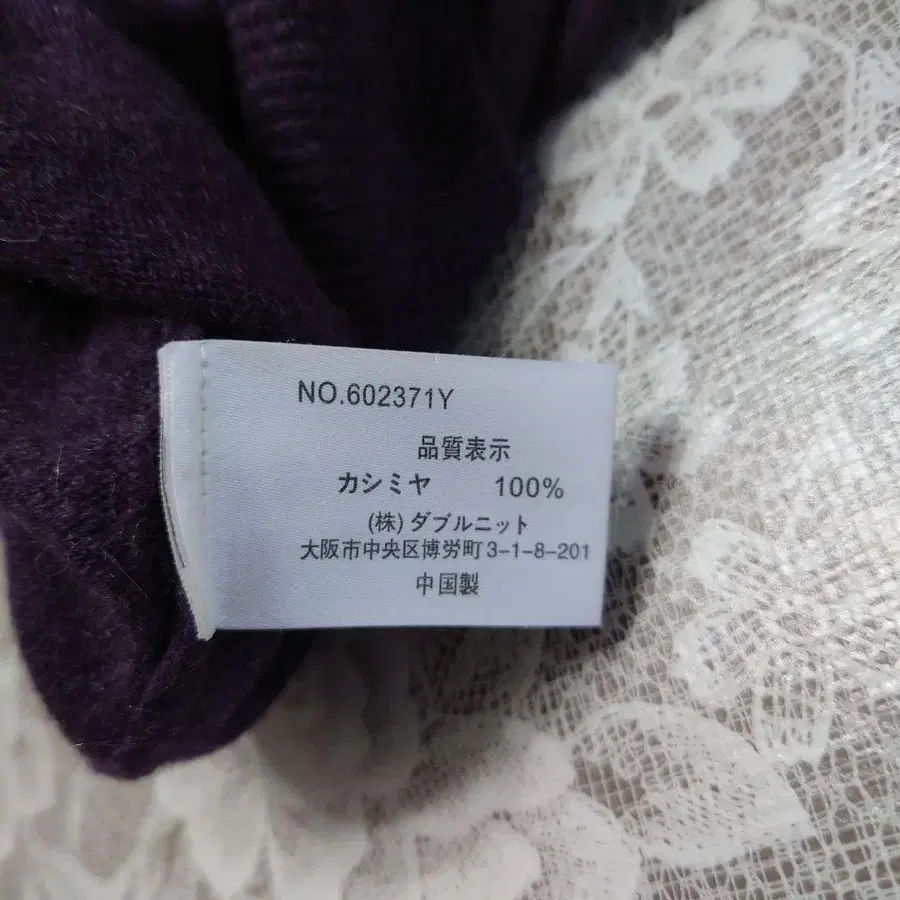 NO.602371Y
品質表示
カシミヤ 100%
(株)ダブルニット
大阪市中央区博労町3-1-8-201
中国製